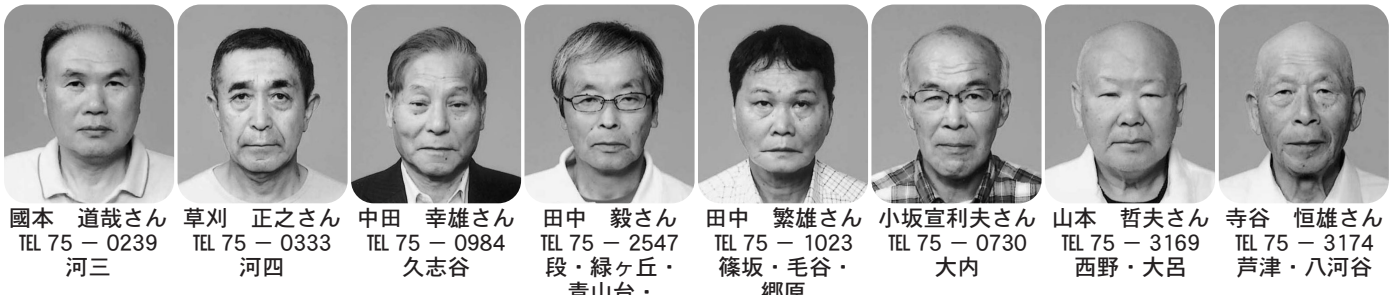 國本　道哉さん
℡ 75 － 0239
河三
草刈　正之さん
℡ 75 － 0333
河四
中田　幸雄さん
℡ 75 － 0984
久志谷
田中　毅さん
℡ 75 － 2547
段・緑ヶ丘・
青山台・
田中　繁雄さん
℡ 75 － 1023
篠坂・毛谷・
郷原
小坂宣利夫さん
℡ 75 － 0730
大内
山本　哲夫さん
℡ 75 － 3169
西野・大呂
寺谷　恒雄さん
℡ 75 － 3174
芦津・八河谷